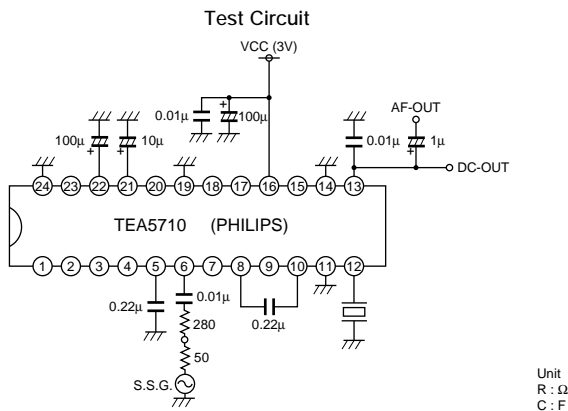 Test Circuit
VCC (3V)
AF-OUT
0.01μ
100μ
100μ
10μ
0.01μ
1μ
DC-OUT
24 23 22 21 20 19 18 17 16 15 14 13
TEA5710 (PHILIPS)
1 2 3 4 5 6 7 8 9 10 11 12
0.22μ
0.01μ
280
0.22μ
50
S.S.G.
Unit
R : Ω
C : F